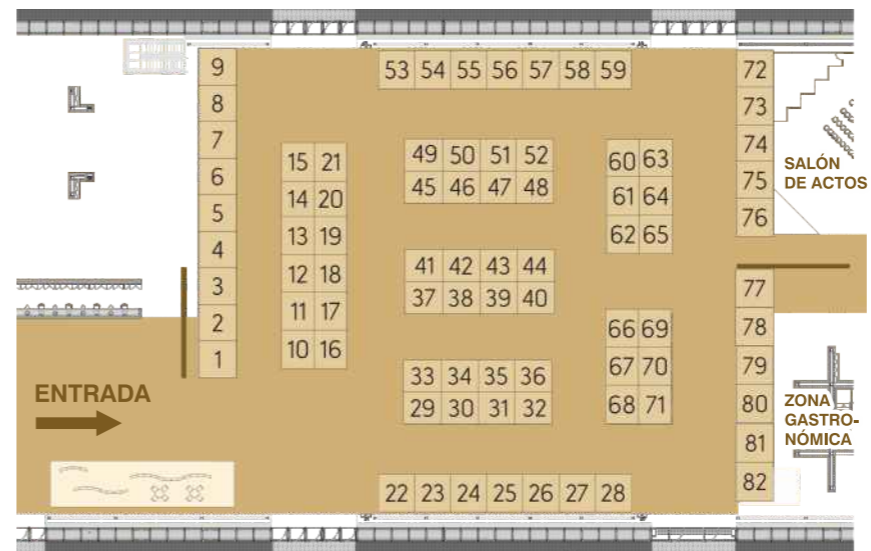 53 54 55 56 57 58 59
9
8
7
6
5
4
3
2
1
15 21
14 20
13 19
12 18
11 17
10 16
49 50 51 52
45 46 47 48
41 42 43 44
37 38 39 40
33 34 35 36
29 30 31 32
22 23 24 25 26 27 28
60 63
61 64
62 65
66 69
67 70
68 71
72
73
74
75
76
77
78
79
80
81
82
SALÓN
DE ACTOS
ZONA
GASTRO-
NÓMICA
ENTRADA